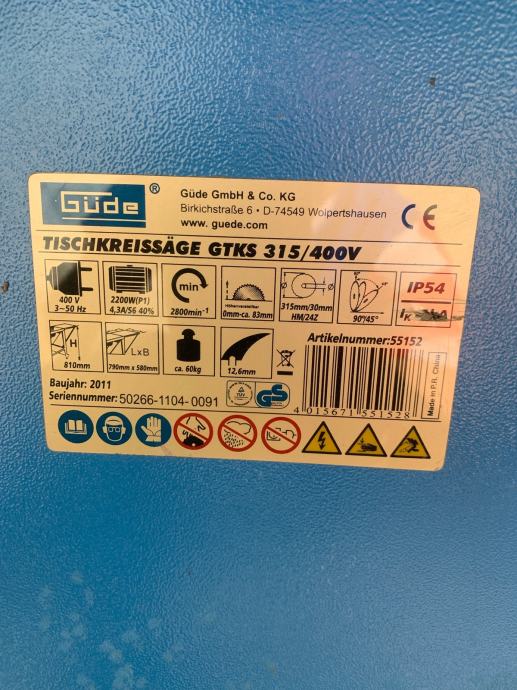 Güde ®
Güde GmbH & Co. KG
Birkichstraße 6 • D-74549 Wolpertshausen
www. guede.com
CE
TISCHKREISSÄGE GTKS 315/400V
400 V
3~50 Hz
2200W(P1)
4,3A/S6 40%
min
2800min-1
Höhenverstellbar
0mm-ca. 83mm
315mm/30mm
HM/24Z
90°/45°
IP54
H
810mm
LxB
790mm x 580mm
ca. 60kg
12,6mm
Artikelnummer:55152
Baujahr: 2011
Seriennummer: 50266-1104-0091
TÜV
GS
4 015671 551528
Made in P.R. China